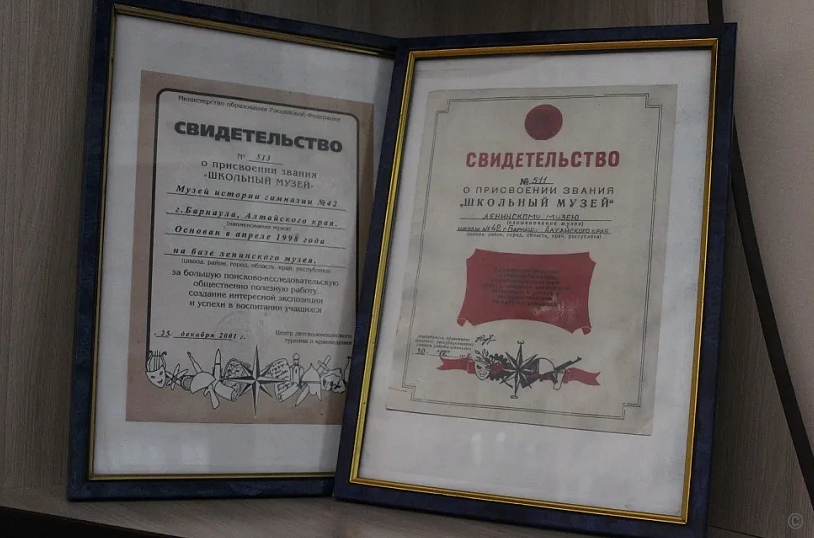 Министерство образования Российской Федерации
СВИДЕТЕЛЬСТВО
№ 513
о присвоении звания
«ШКОЛЬНЫЙ МУЗЕЙ»
Музей истории гимназии №42
г.Барнаула, Алтайского края.
(наименование музея)
Основан в апреле 1998 года
на базе ленинского музея.
(школа, район, город, область, край, республика)
за большую поисково-исследовательскую
общественно полезную работу,
создание интересной экспозиции
и успехи в воспитании учащихся
«25» декабря 2001 г.
Центр детско-юношеского
туризма и краеведения
СВИДЕТЕЛЬСТВО
№ 511
О ПРИСВОЕНИИ ЗВАНИЯ
„ШКОЛЬНЫЙ МУЗЕЙ"
ЛЕНИНСКОМУ МУЗЕЮ
(наименование музея)
школы №42 г. Барнаул Алтайского края
(школа, район, город, область, край, республика)
©